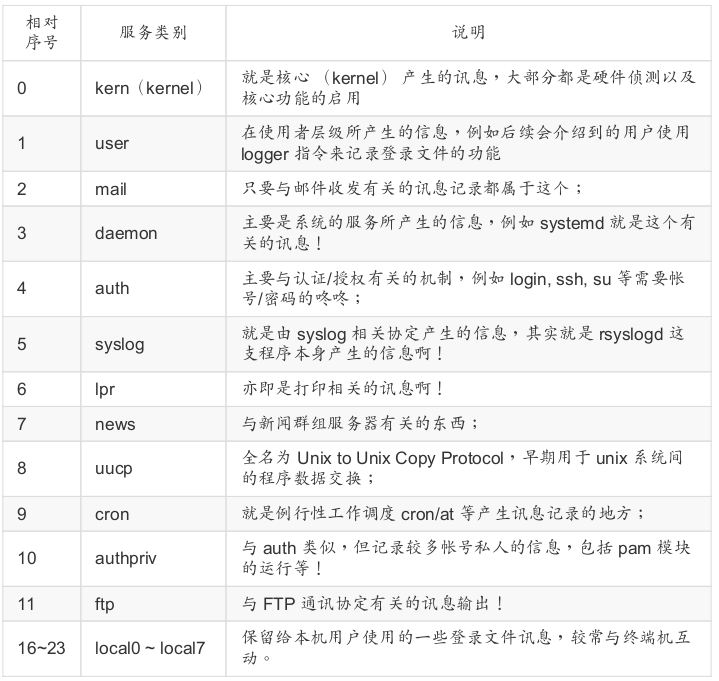 相对
序号
服务类别
说明
0
kern（kernel）
就是核心 （kernel） 产生的讯息，大部分都是硬件侦测以及
核心功能的启用
1
user
在使用者层级所产生的信息，例如后续会介绍到的用户使用
logger 指令来记录登录文件的功能
2
mail
只要与邮件收发有关的讯息记录都属于这个；
3
daemon
主要是系统的服务所产生的信息，例如 systemd 就是这个有
关的讯息！
4
auth
主要与认证/授权有关的机制，例如 login, ssh, su 等需要帐
号/密码的咚咚；
5
syslog
就是由 syslog 相关协定产生的信息，其实就是 rsyslogd 这
支程序本身产生的信息啊！
6
lpr
亦即是打印相关的讯息啊！
7
news
与新闻群组服务器有关的东西；
8
uucp
全名为 Unix to Unix Copy Protocol，早期用于 unix 系统间
的程序数据交换；
9
cron
就是例行性工作调度 cron/at 等产生讯息记录的地方；
10
authpriv
与 auth 类似，但记录较多帐号私人的信息，包括 pam 模块
的运行等！
11
ftp
与 FTP 通讯协定有关的讯息输出！
16~23
local0 ~ local7
保留给本机用户使用的一些登录文件讯息，较常与终端机互
动。